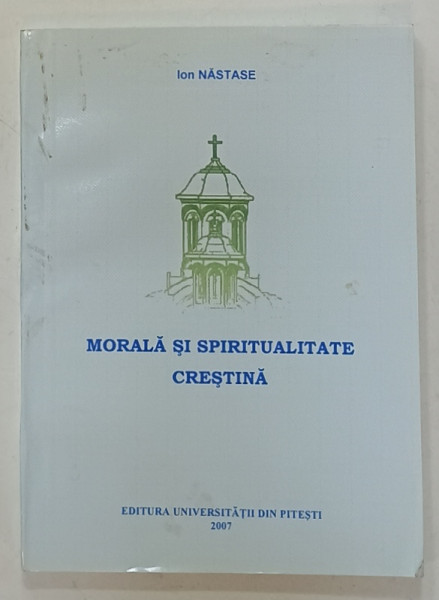 Ion NĂSTASE
MORALĂ ŞI SPIRITUALITATE
CREŞTINĂ
EDITURA UNIVERSITĂŢII DIN PITEŞTI
2007